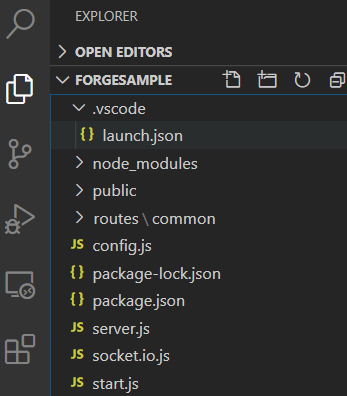 EXPLORER
OPEN EDITORS
FORGESAMPLE
.vscode
{} launch.json
node_modules
public
routes \ common
JS config.js
{} package-lock.json
{} package.json
JS server.js
JS socket.io.js
JS start.js